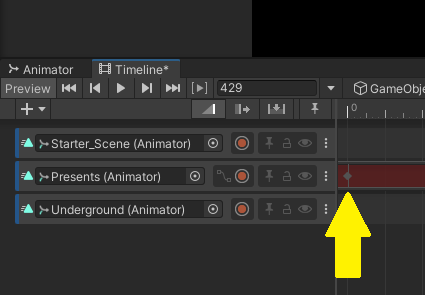 Animator
Timeline*
Preview
429
GameObje
0
Starter_Scene (Animator)
Presents (Animator)
Underground (Animator)